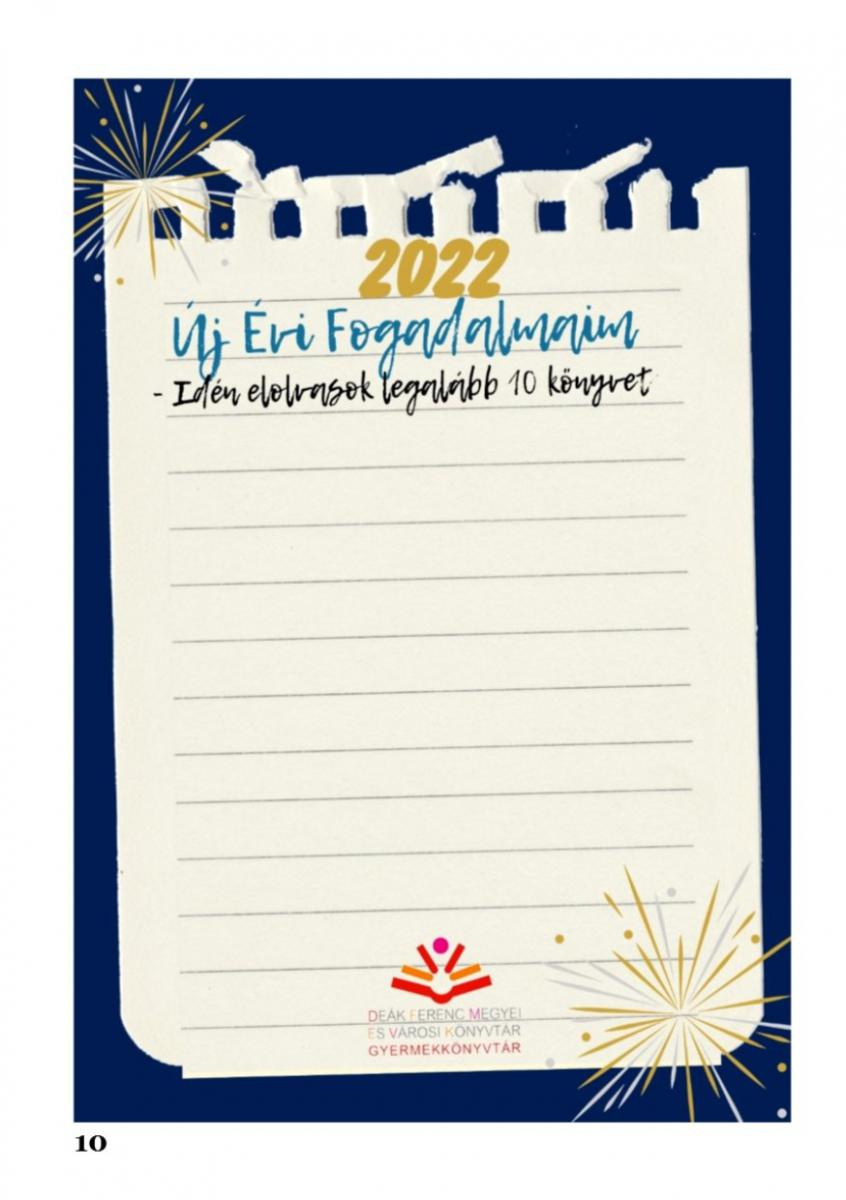 2022
Új Évi Fogadalmaim
- Idén elolvasok legalább 10 könyvet
DEÁK FERENC MEGYEI
ÉS VÁROSI KÖNYVTÁR
GYERMEKKÖNYVTÁR
10